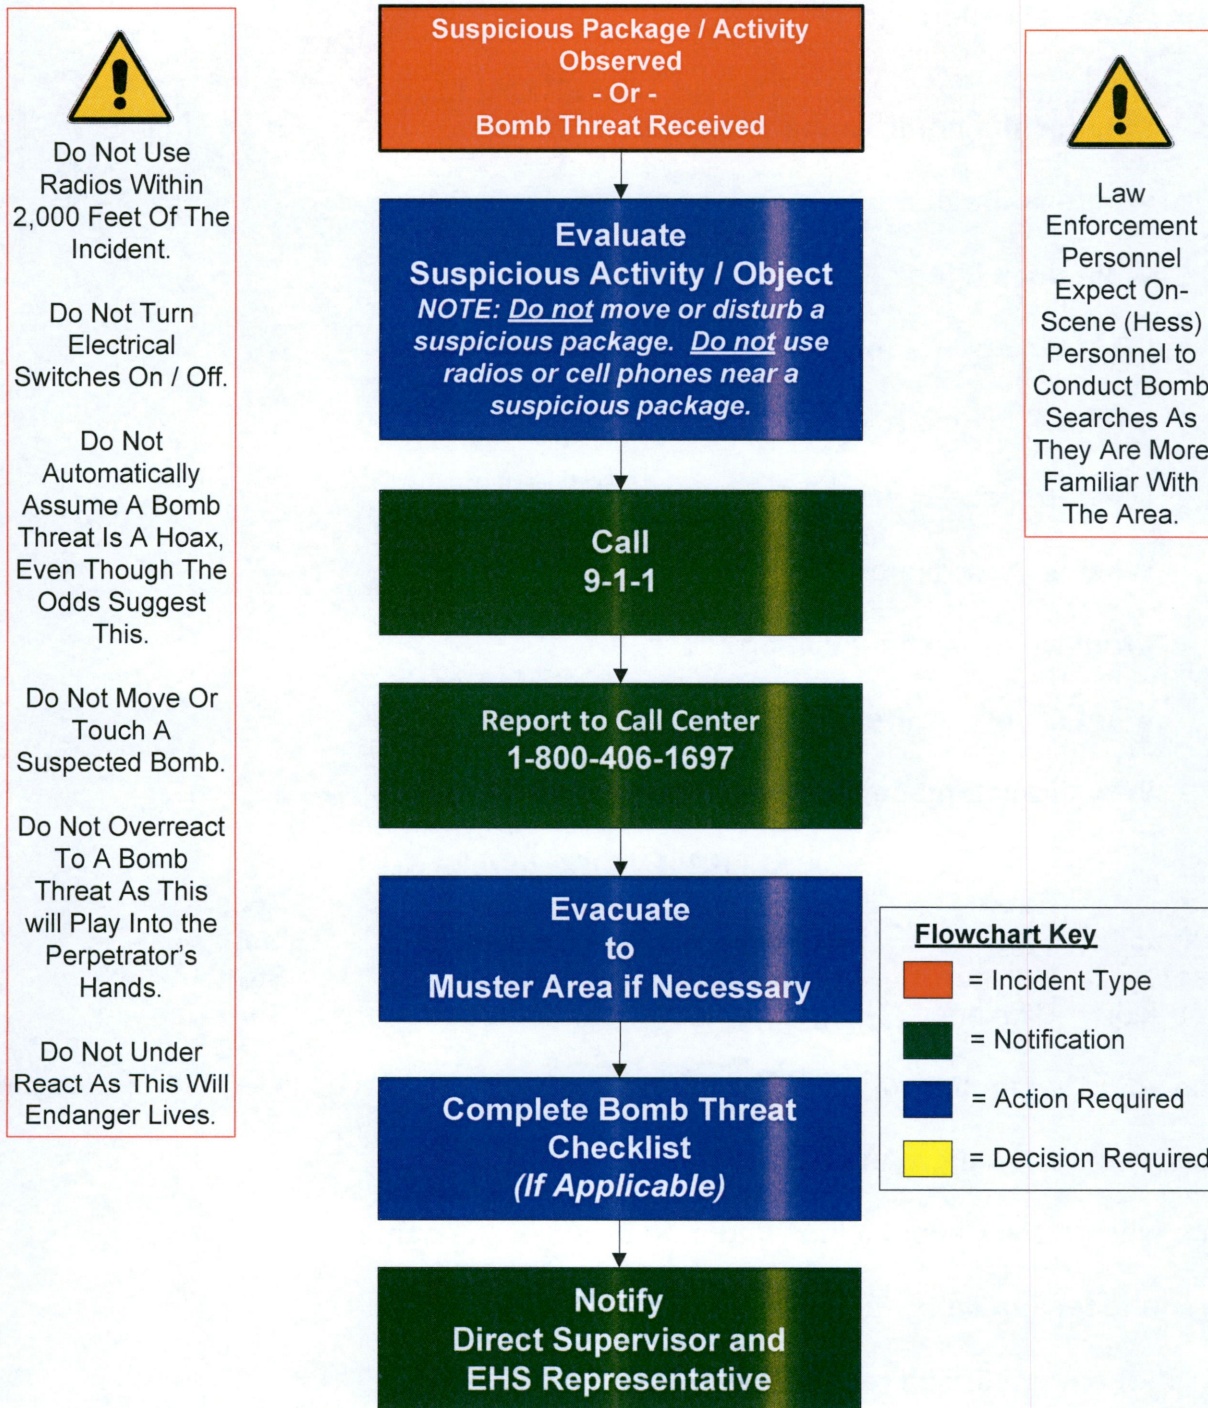 Do Not Use
Radios Within
2,000 Feet Of The
Incident.
Do Not Turn
Electrical
Switches On / Off.
Do Not
Automatically
Assume A Bomb
Threat Is A Hoax,
Even Though The
Odds Suggest
This.
Do Not Move Or
Touch A
Suspected Bomb.
Do Not Overreact
To A Bomb
Threat As This
will Play Into the
Perpetrator's
Hands.
Do Not Under
React As This Will
Endanger Lives.
Suspicious Package / Activity
Observed
- Or -
Bomb Threat Received
Evaluate
Suspicious Activity / Object
NOTE: Do not move or disturb a
suspicious package. Do not use
radios or cell phones near a
suspicious package.
Call
9-1-1
Report to Call Center
1-800-406-1697
Evacuate
to
Muster Area if Necessary
Complete Bomb Threat
Checklist
(If Applicable)
Notify
Direct Supervisor and
EHS Representative
Law
Enforcement
Personnel
Expect On-
Scene (Hess)
Personnel to
Conduct Bomb
Searches As
They Are More
Familiar With
The Area.
Flowchart Key
= Incident Type
= Notification
= Action Required
= Decision Required